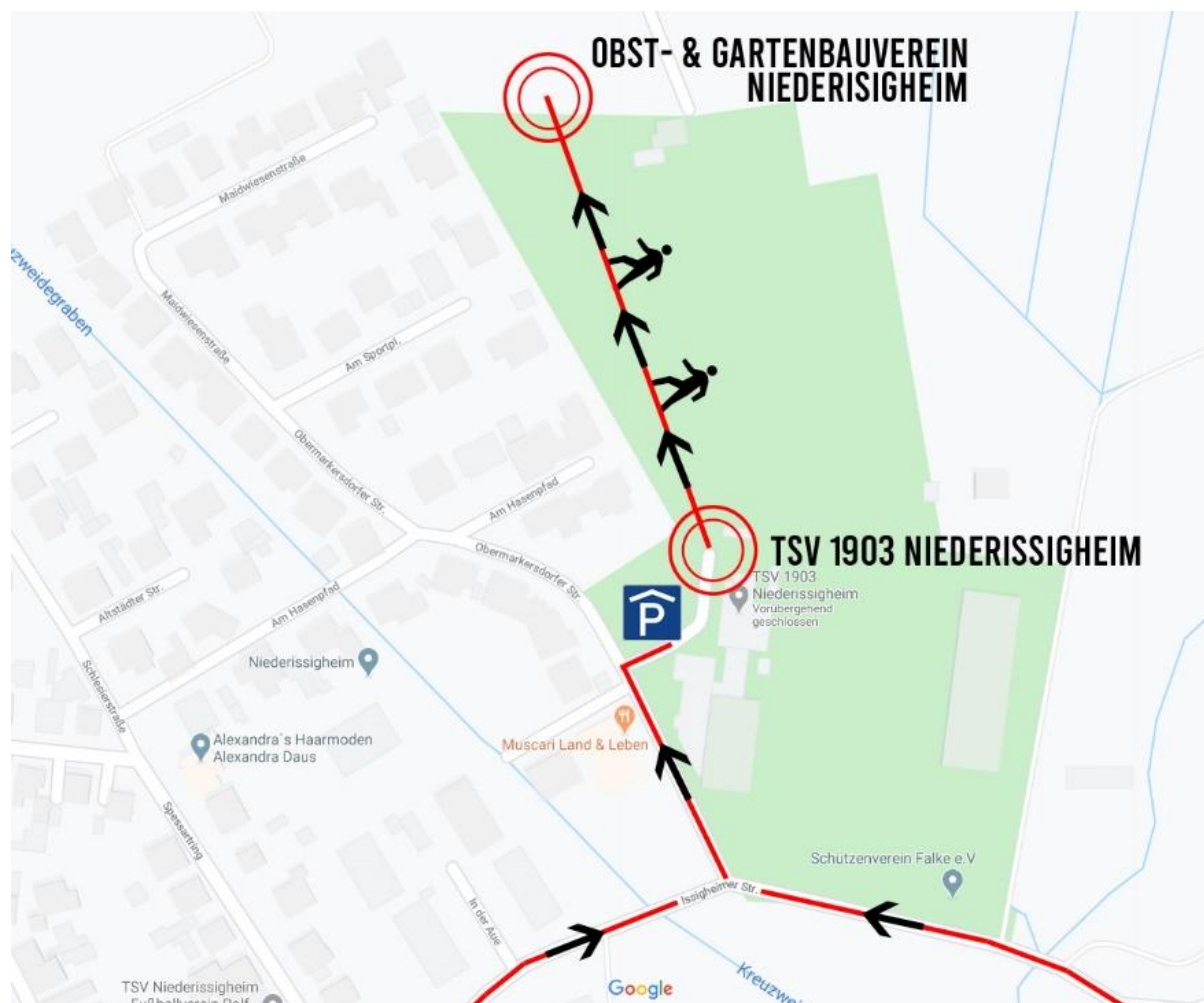 OBST- & GARTENBAUVEREIN
NIEDERISIGHEIM
Maidwiesenstraße
uzweidegraben
Maidwiesenstraße
Am Sportpl.
Obermarkersdorfer Str.
Am Hasenpfad
TSV 1903 NIEDERISSIGHEIM
Obermarkersdorfer Str.
TSV 1903
Niederissigheim
Vorübergehend
geschlossen
P
Altstädter Str.
Am Hasenpfad
Niederissigheim
Schlesierstraße
Alexandra´s Haarmoden
Alexandra Daus
Muscari Land & Leben
Spessartring
Schützenverein Falke e.V
Issigheimer Str.
In der Aue
Kreuzwei
Google
TSV Niederissigheim